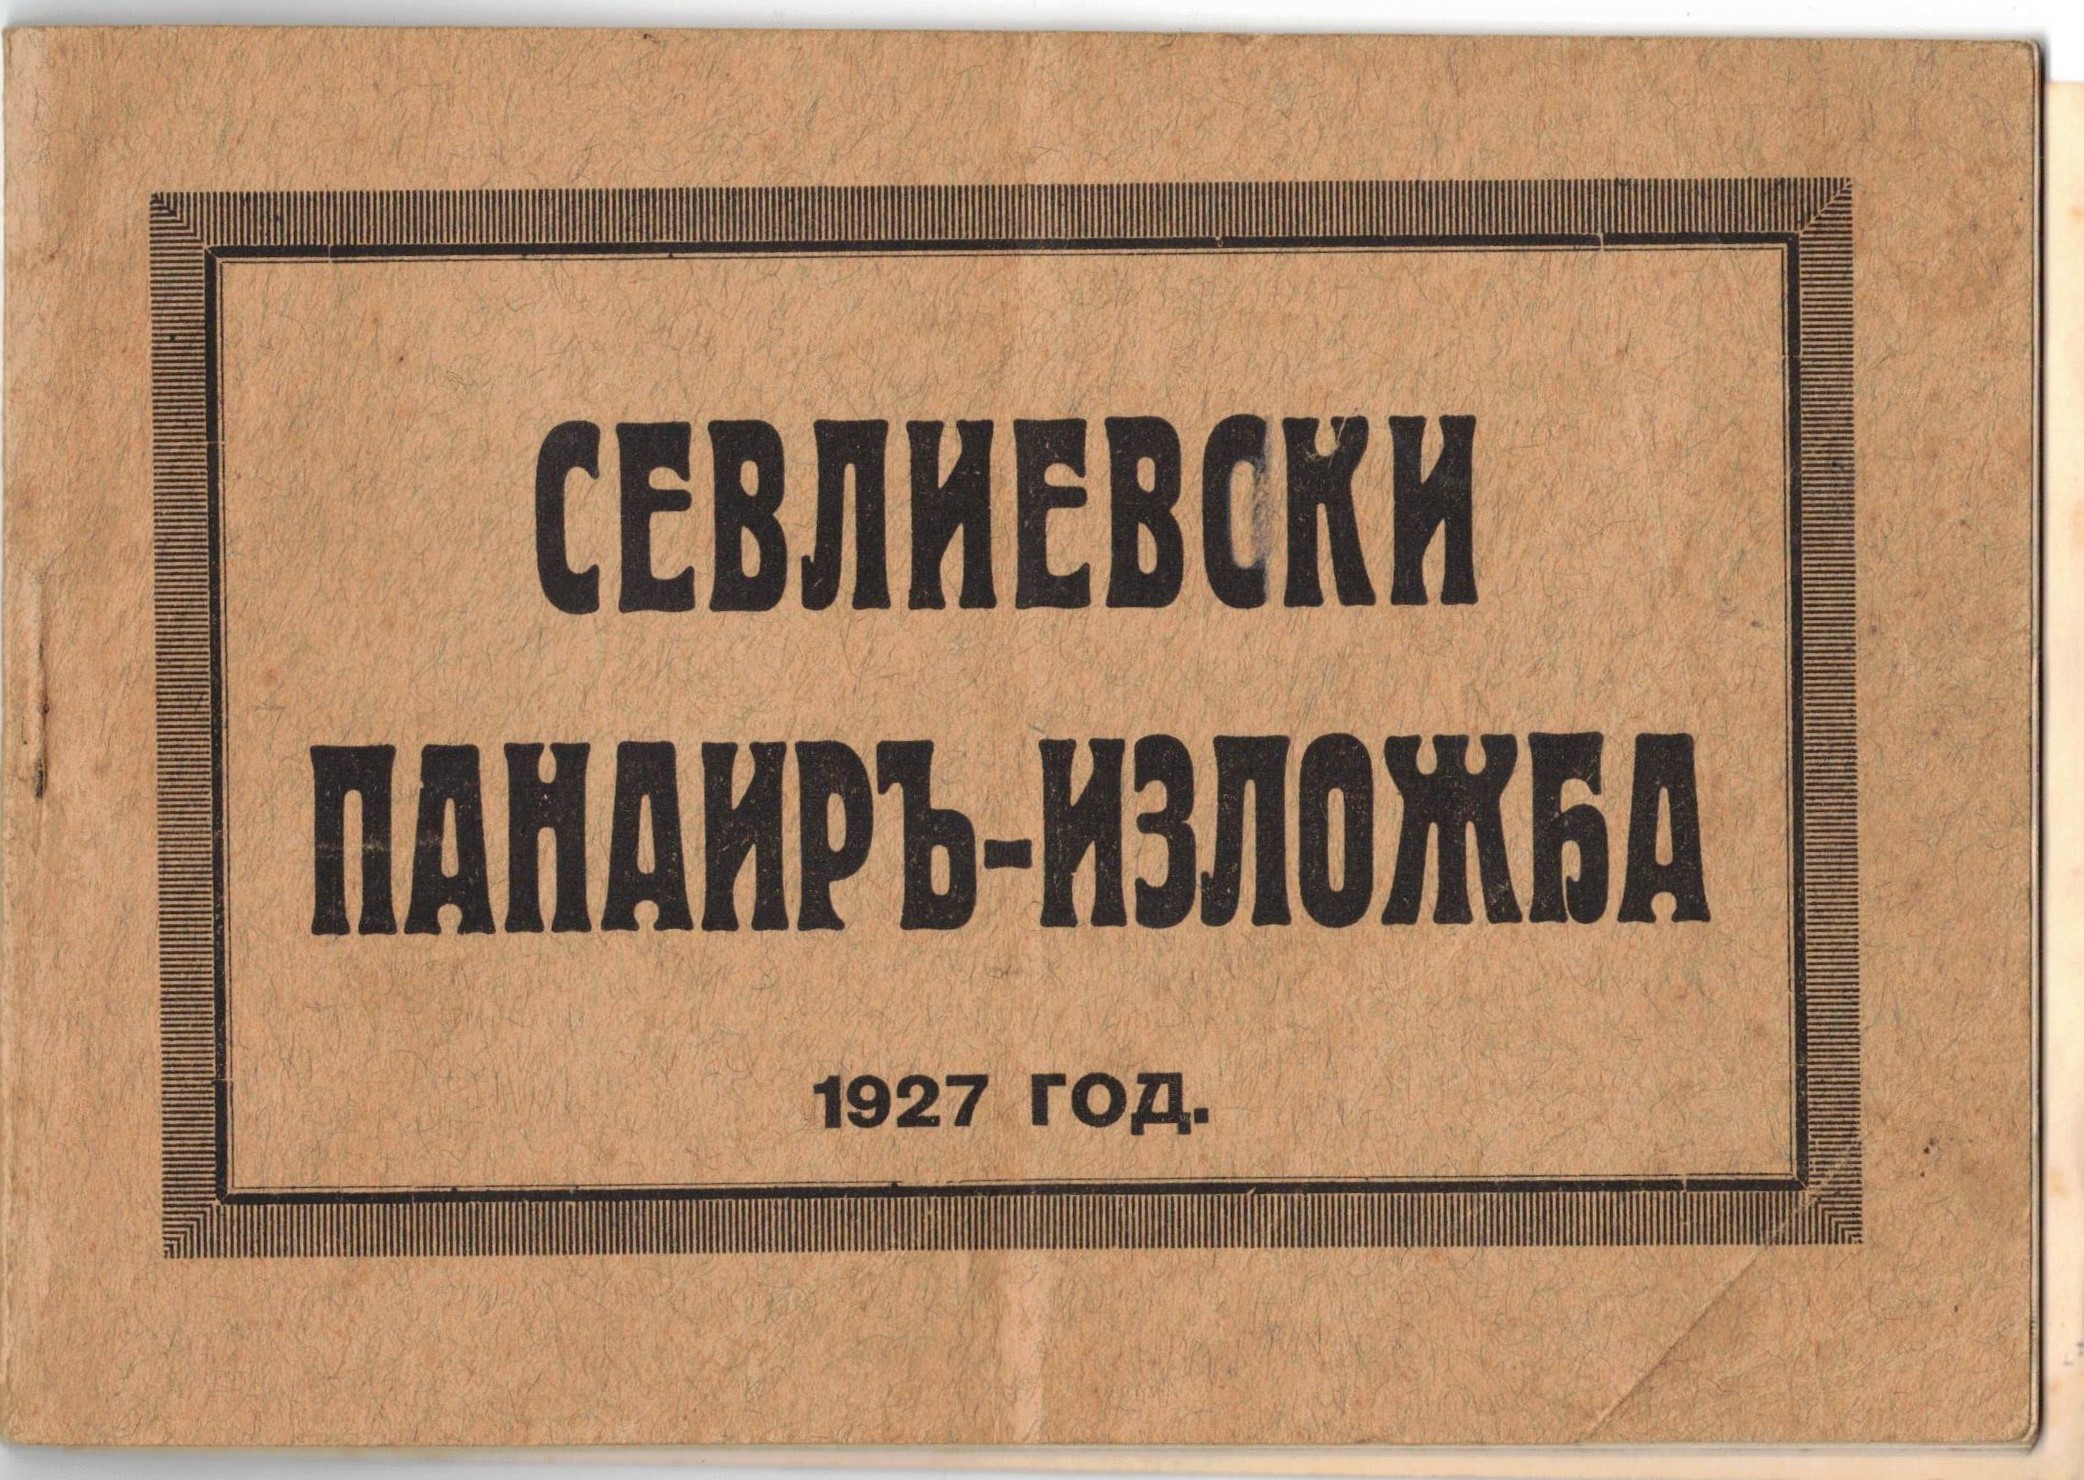 СЕВЛИЕВСКИ
ПАНАИРЪ-ИЗЛОЖБА
1927 ГОД.